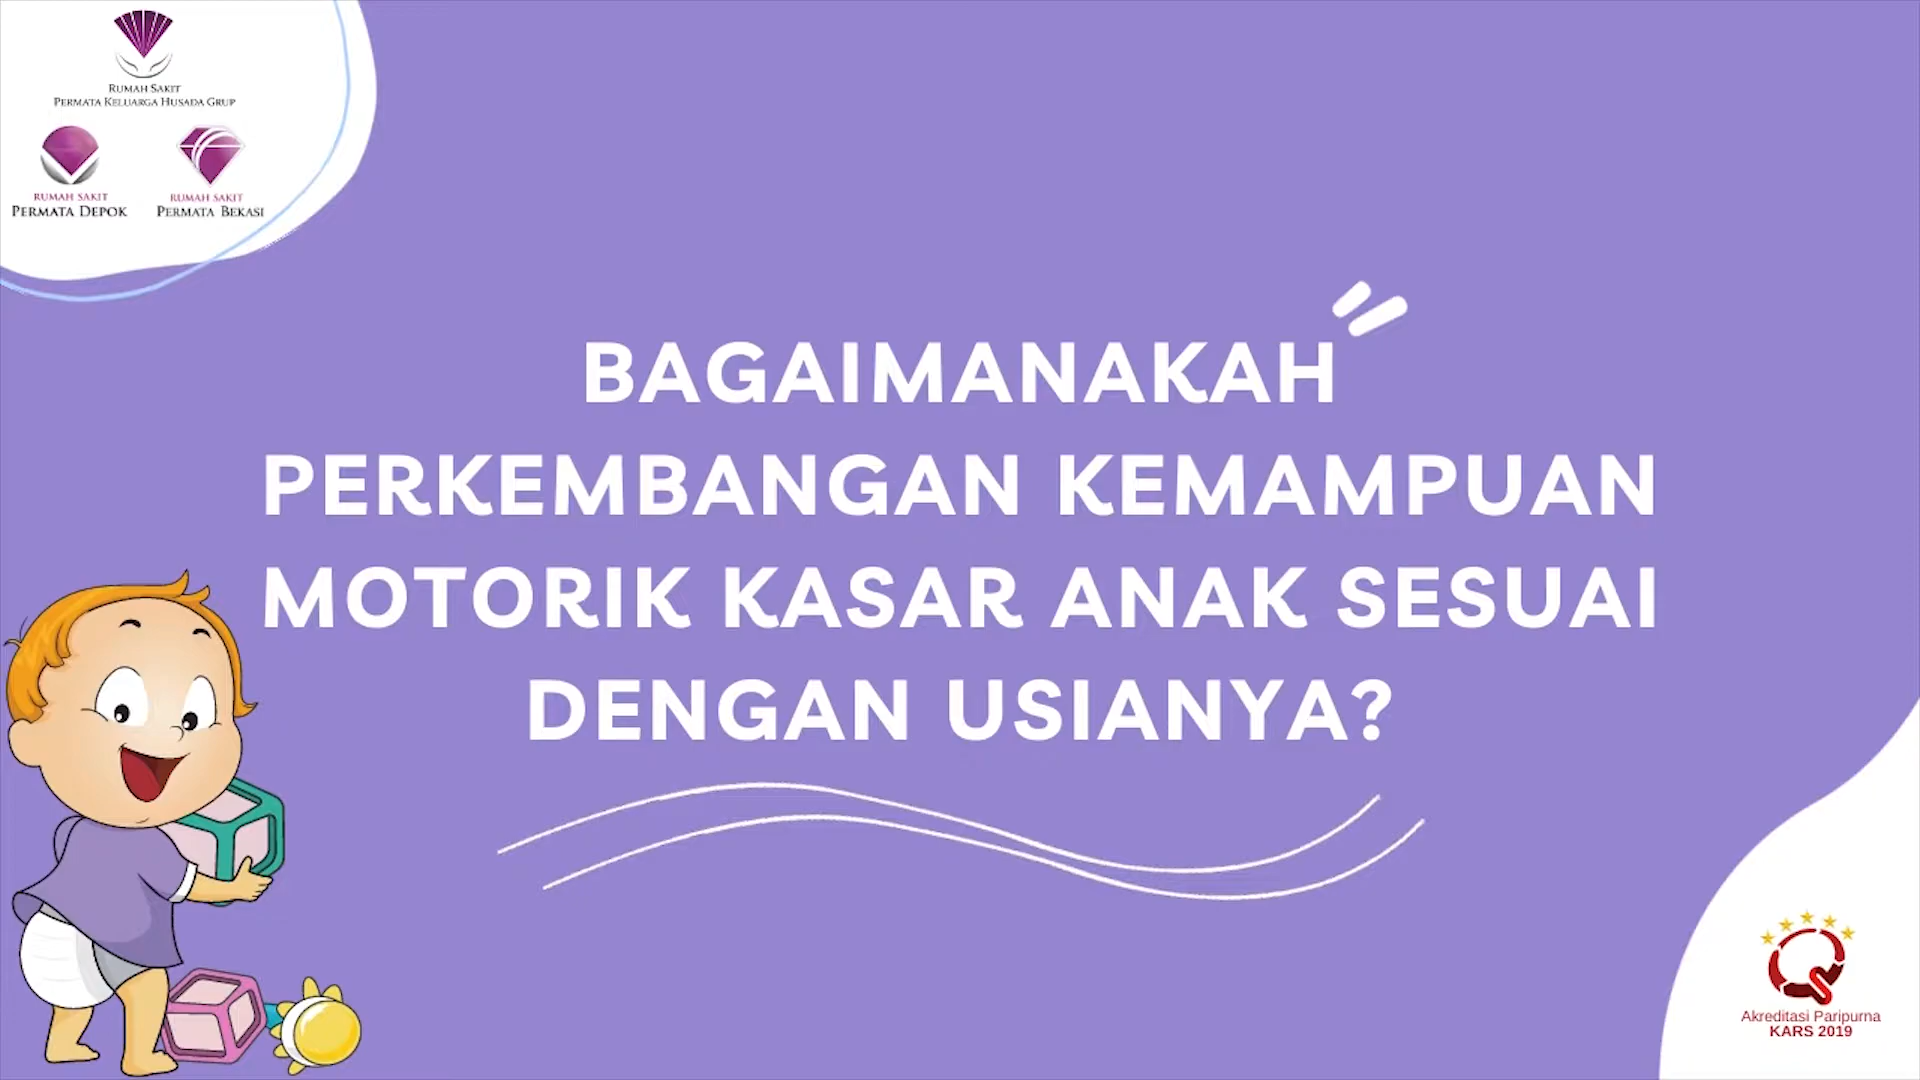 RUMAH SAKIT
PERMATA KELUARGA HUSADA GRUP
RUMAH SAKIT
PERMATA DEPOK
RUMAH SAKIT
PERMATA BEKASI
BAGAIMANAKAH
PERKEMBANGAN KEMAMPUAN
MOTORIK KASAR ANAK SESUAI
DENGAN USIANYA?
Akreditasi Paripurna
KARS 2019